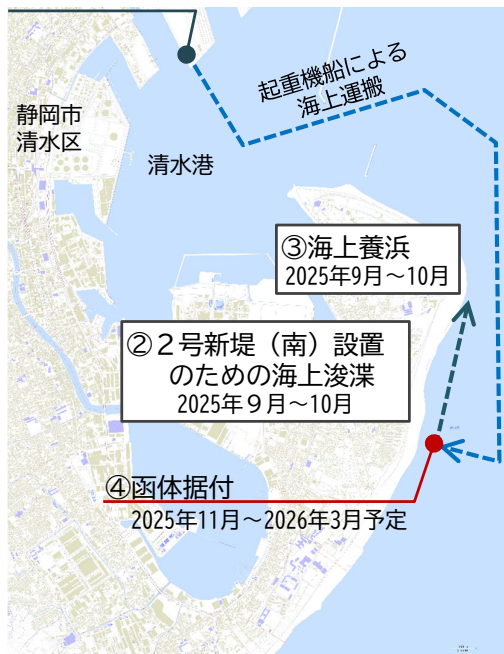 起重機船による
海上運搬
静岡市
清水区
清水港
③海上養浜
2025年9月～10月
②２号新堤（南）設置
のための海上浚渫
2025年９月～10月
④函体据付
2025年11月～2026年3月予定